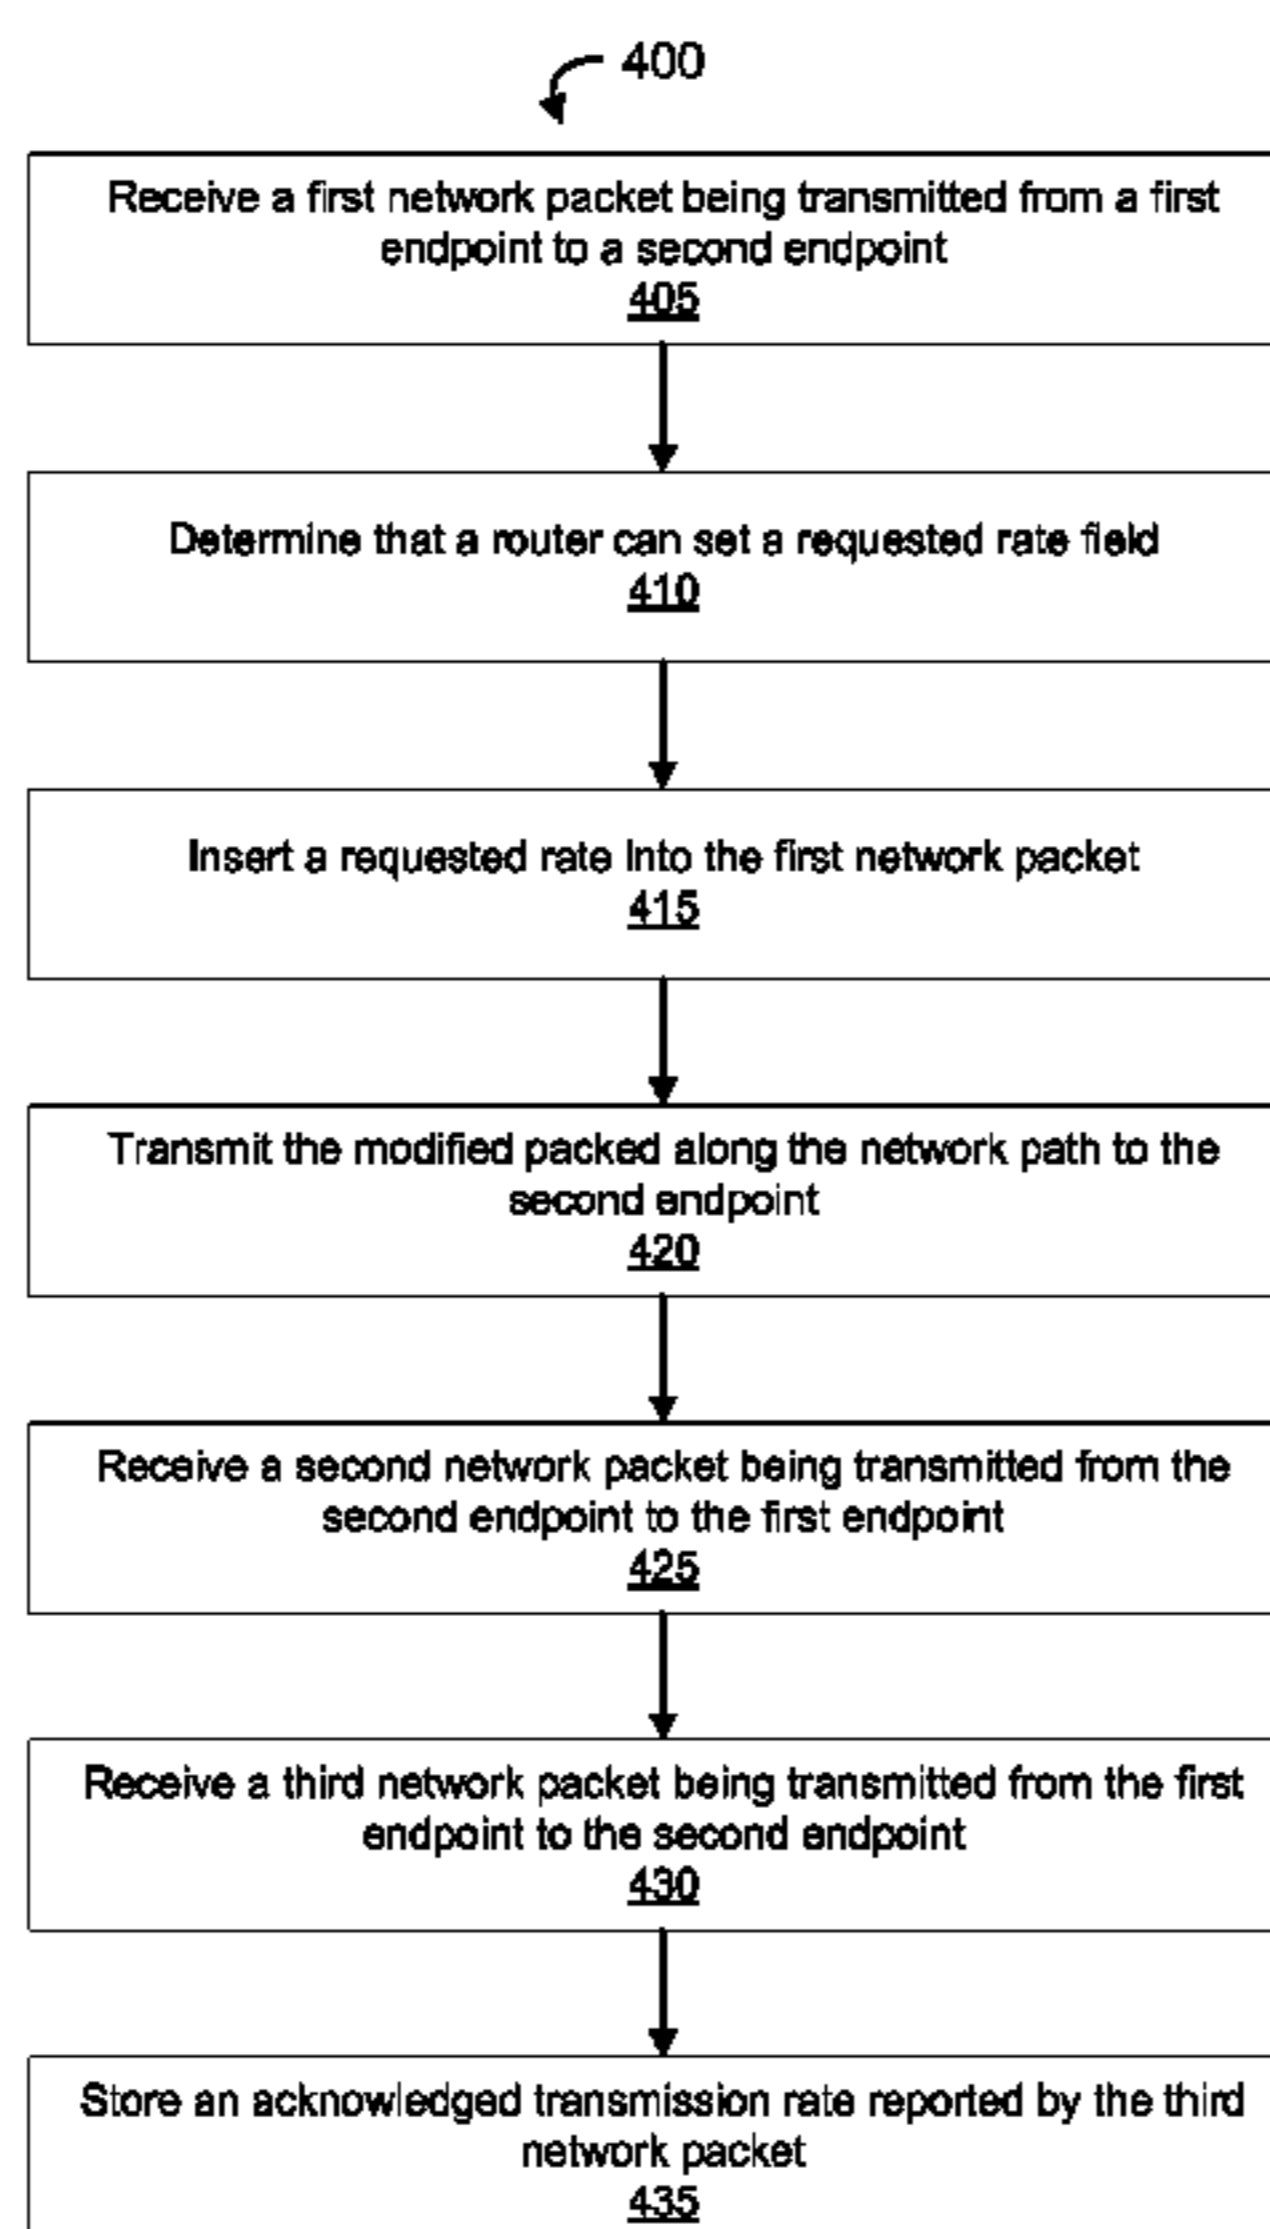 400
Receive a first network packet being transmitted from a first
endpoint to a second endpoint
405
Determine that a router can set a requested rate field
410
Insert a requested rate into the first network packet
415
Transmit the modified packed along the network path to the
second endpoint
420
Receive a second network packet being transmitted from the
second endpoint to the first endpoint
425
Receive a third network packet being transmitted from the first
endpoint to the second endpoint
430
Store an acknowledged transmission rate reported by the third
network packet
435